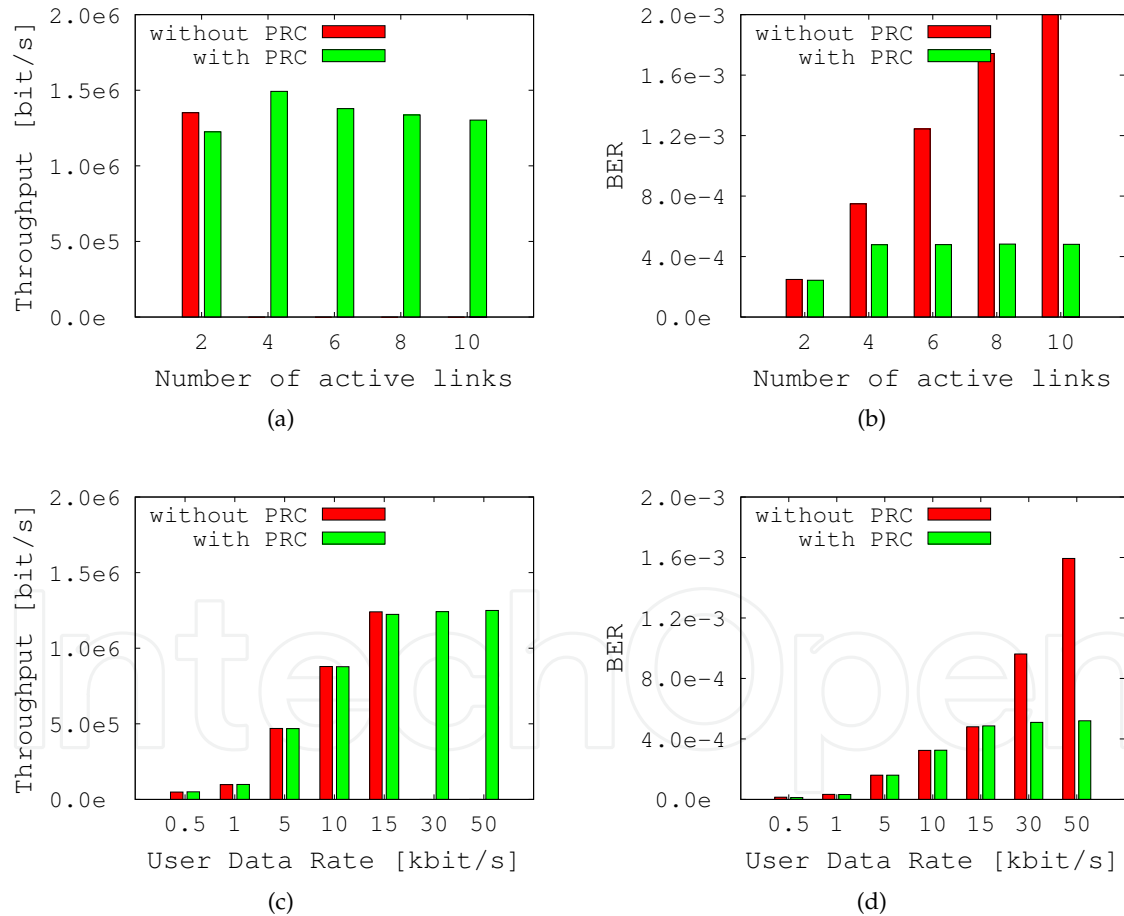 2.0e6
1.5e6
1.0e6
5.0e5
0.0e
Throughput [bit/s]
without PRC
with PRC
2 4 6 8 10
Number of active links
(a)
2.0e-3
1.6e-3
1.2e-3
8.0e-4
4.0e-4
0.0e
BER
without PRC
with PRC
2 4 6 8 10
Number of active links
(b)
2.0e6
1.5e6
1.0e6
5.0e5
0.0e
Throughput [bit/s]
without PRC
with PRC
0.5 1 5 10 15 30 50
User Data Rate [kbit/s]
(c)
2.0e-3
1.6e-3
1.2e-3
8.0e-4
4.0e-4
0.0e
BER
without PRC
with PRC
0.5 1 5 10 15 30 50
User Data Rate [kbit/s]
(d)
IntechOpen